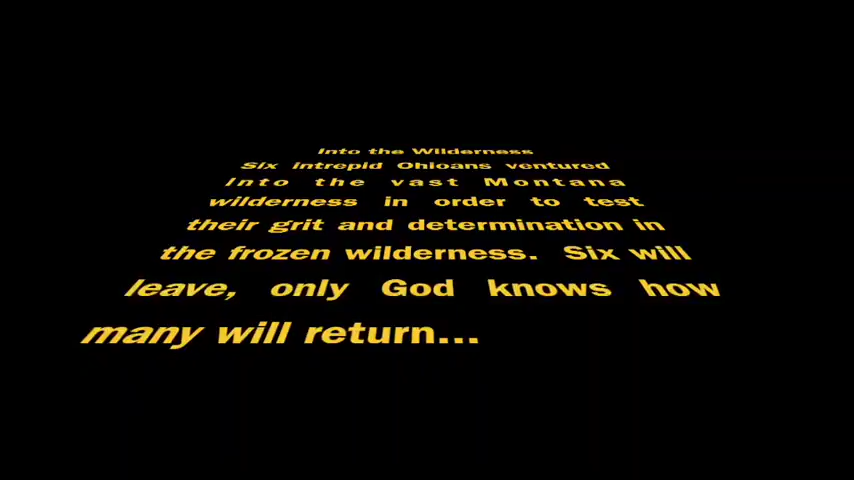 Into the Wilderness
Six intrepid Ohioans ventured
Into the vast Montana
wilderness in order to test
their grit and determination in
the frozen wilderness. Six will
leave, only God knows how
many will return...